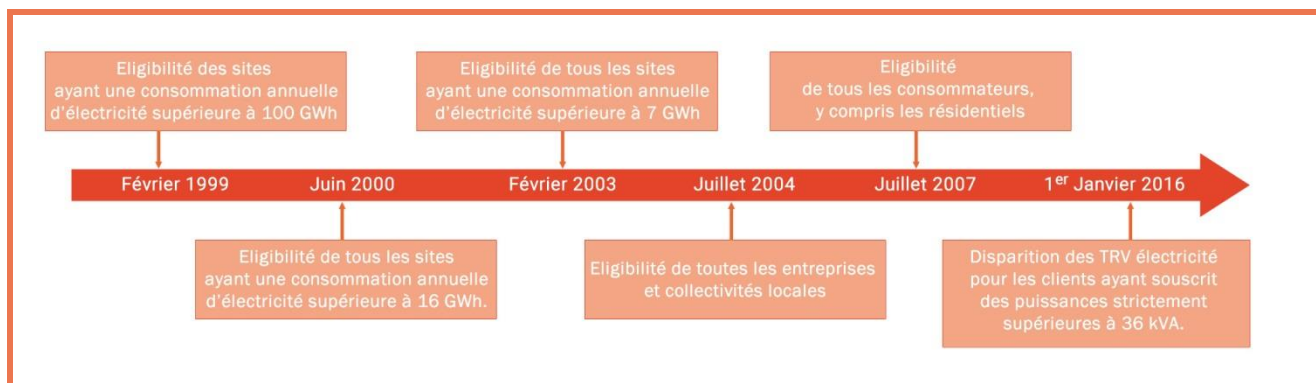 Eligibilité des sites
ayant une consommation annuelle
d'électricité supérieure à 100 GWh
Eligibilité de tous les sites
ayant une consommation annuelle
d'électricité supérieure à 7 GWh
Eligibilité
de tous les consommateurs,
y compris les résidentiels
Février 1999
Juin 2000
Février 2003
Juillet 2004
Juillet 2007
1er Janvier 2016
Eligibilité de tous les sites
ayant une consommation annuelle
d'électricité supérieure à 16 GWh.
Eligibilité de toutes les entreprises
et collectivités locales
Disparition des TRV électricité
pour les clients ayant souscrit
des puissances strictement
supérieures à 36 kVA.